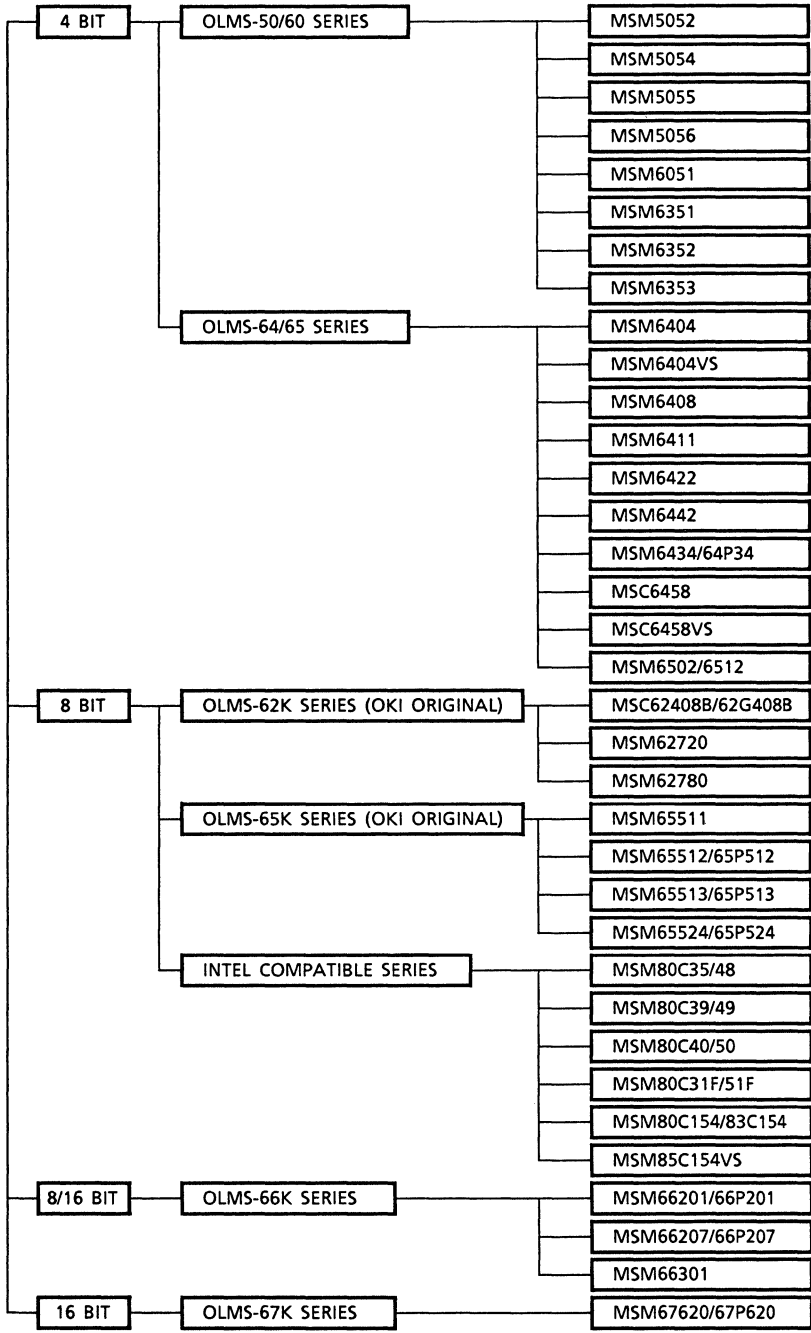 4 BIT
OLMS-50/60 SERIES
MSM5052
MSM5054
MSM5055
MSM5056
MSM6051
MSM6351
MSM6352
MSM6353
OLMS-64/65 SERIES
MSM6404
MSM6404VS
MSM6408
MSM6411
MSM6422
MSM6442
MSM6434/64P34
MSC6458
MSC6458VS
MSM6502/6512
8 BIT
OLMS-62K SERIES (OKI ORIGINAL)
MSC62408B/62G408B
MSM62720
MSM62780
OLMS-65K SERIES (OKI ORIGINAL)
MSM65511
MSM65512/65P512
MSM65513/65P513
MSM65524/65P524
INTEL COMPATIBLE SERIES
MSM80C35/48
MSM80C39/49
MSM80C40/50
MSM80C31F/51F
MSM80C154/83C154
MSM85C154VS
8/16 BIT
OLMS-66K SERIES
MSM66201/66P201
MSM66207/66P207
MSM66301
16 BIT
OLMS-67K SERIES
MSM67620/67P620